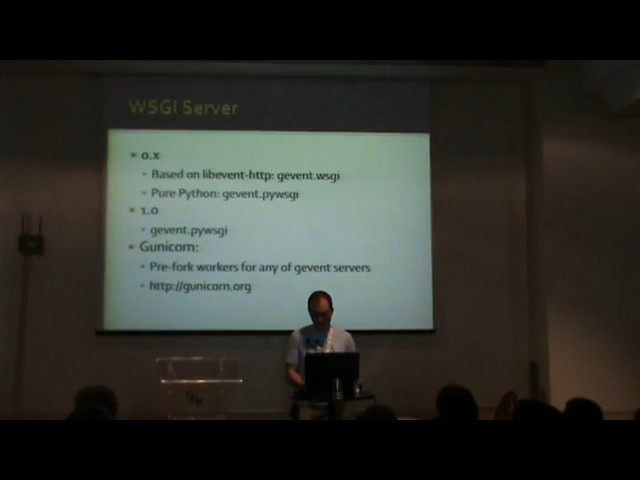 WSGI Server
0.x
Based on libevent-http: gevent.wsgi
Pure Python: gevent.pywsgi
1.0
gevent.pywsgi
Gunicorn:
Pre-fork workers for any of gevent servers
http://gunicorn.org